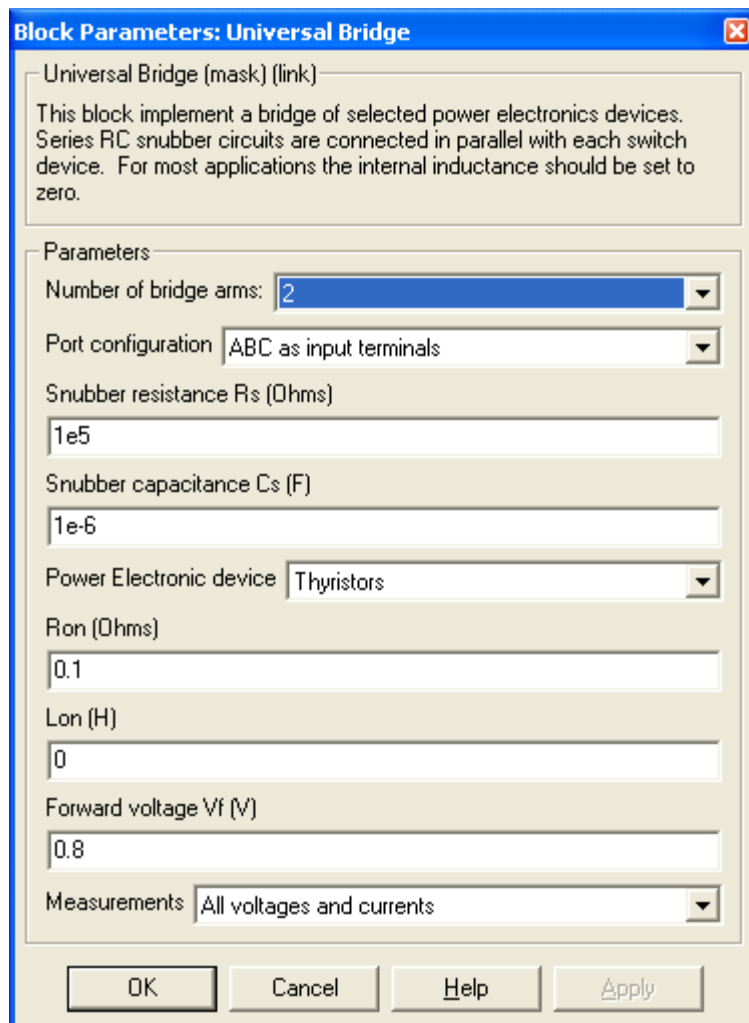 Block Parameters: Universal Bridge
Universal Bridge (mask) (link)
This block implement a bridge of selected power electronics devices.
Series RC snubber circuits are connected in parallel with each switch
device. For most applications the internal inductance should be set to
zero.
Parameters
Number of bridge arms: 2
Port configuration ABC as input terminals
Snubber resistance Rs (Ohms)
1e5
Snubber capacitance Cs (F)
1e-6
Power Electronic device Thyristors
Ron (Ohms)
0.1
Lon (H)
0
Forward voltage Vf (V)
0.8
Measurements All voltages and currents
OK Cancel Help Apply